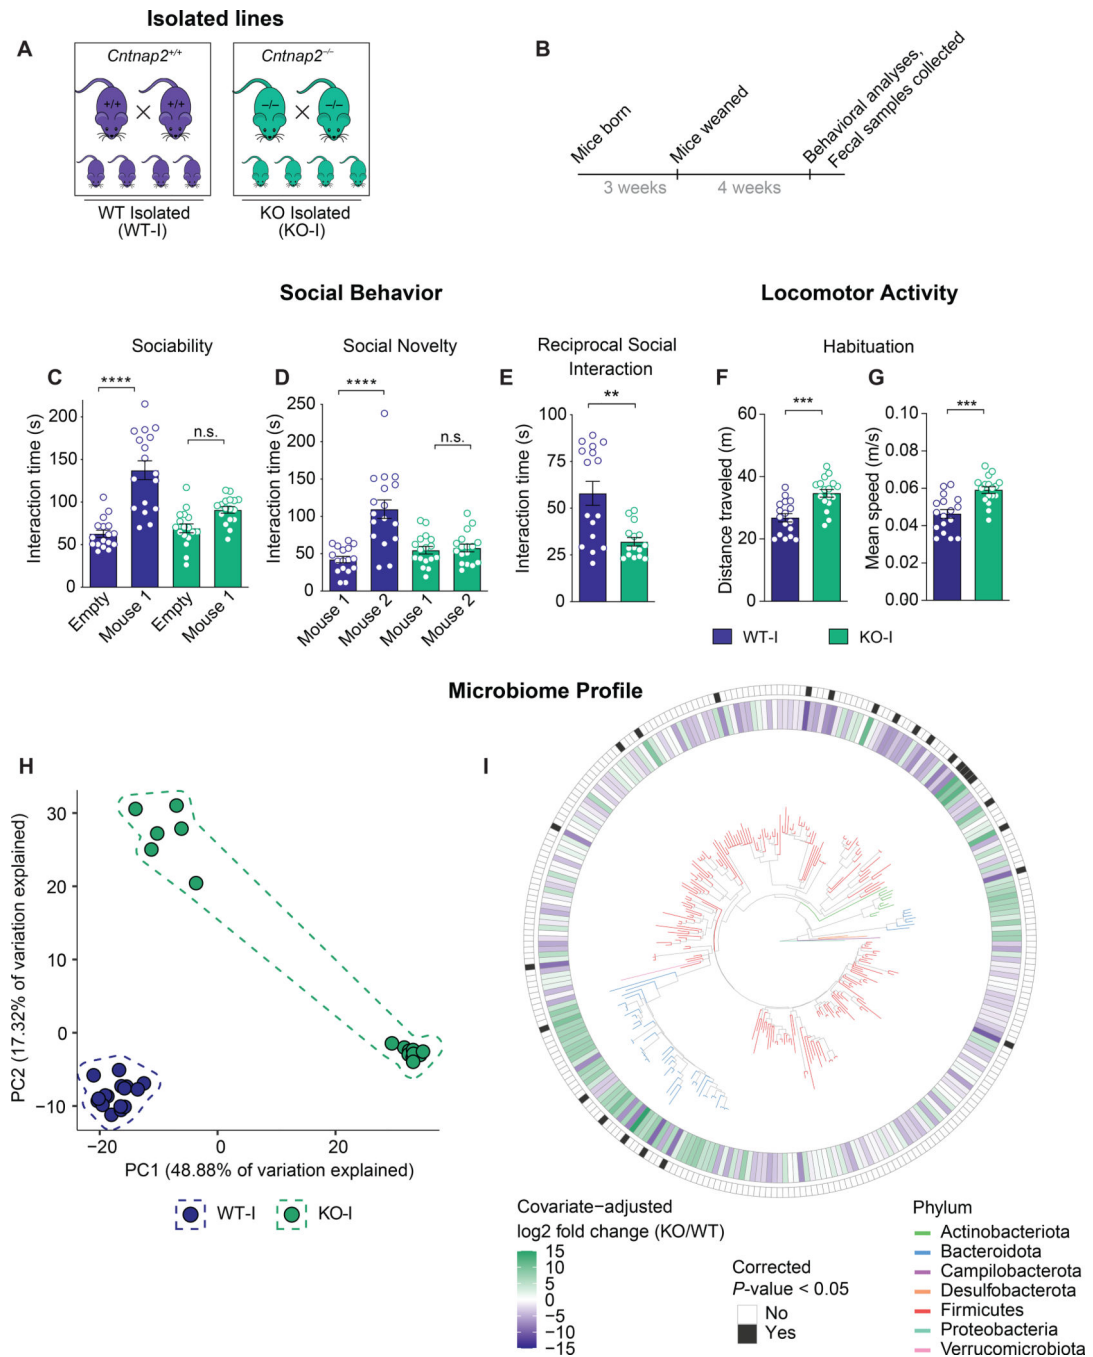 Isolated lines
A
Cntnap2+/+
Cntnap2−/−
+/+
+/+
−/−
−/−
WT Isolated
(WT-I)
KO Isolated
(KO-I)
B
Mice born
Mice weaned
Behavioral analyses,
Fecal samples collected
3 weeks
4 weeks
Social Behavior
Locomotor Activity
Sociability
Social Novelty
Reciprocal Social
Interaction
Habituation
C
Interaction time (s)
200
150
100
50
0
****
n.s.
Empty
Mouse 1
Empty
Mouse 1
D
Interaction time (s)
250
200
150
100
50
0
****
n.s.
Mouse 1
Mouse 2
Mouse 1
Mouse 2
E
Interaction time (s)
100
75
50
25
0
**
F
Distance traveled (m)
60
40
20
0
***
G
Mean speed (m/s)
0.10
0.08
0.06
0.04
0.02
0.00
***
WT-I
KO-I
Microbiome Profile
H
PC2 (17.32% of variation explained)
30
20
10
0
−10
−20
0
20
PC1 (48.88% of variation explained)
WT-I
KO-I
I
Covariate−adjusted
log2 fold change (KO/WT)
15
10
5
0
−5
−10
−15
Corrected
P-value < 0.05
No
Yes
Phylum
Actinobacteriota
Bacteroidota
Campilobacterota
Desulfobacterota
Firmicutes
Proteobacteria
Verrucomicrobiota